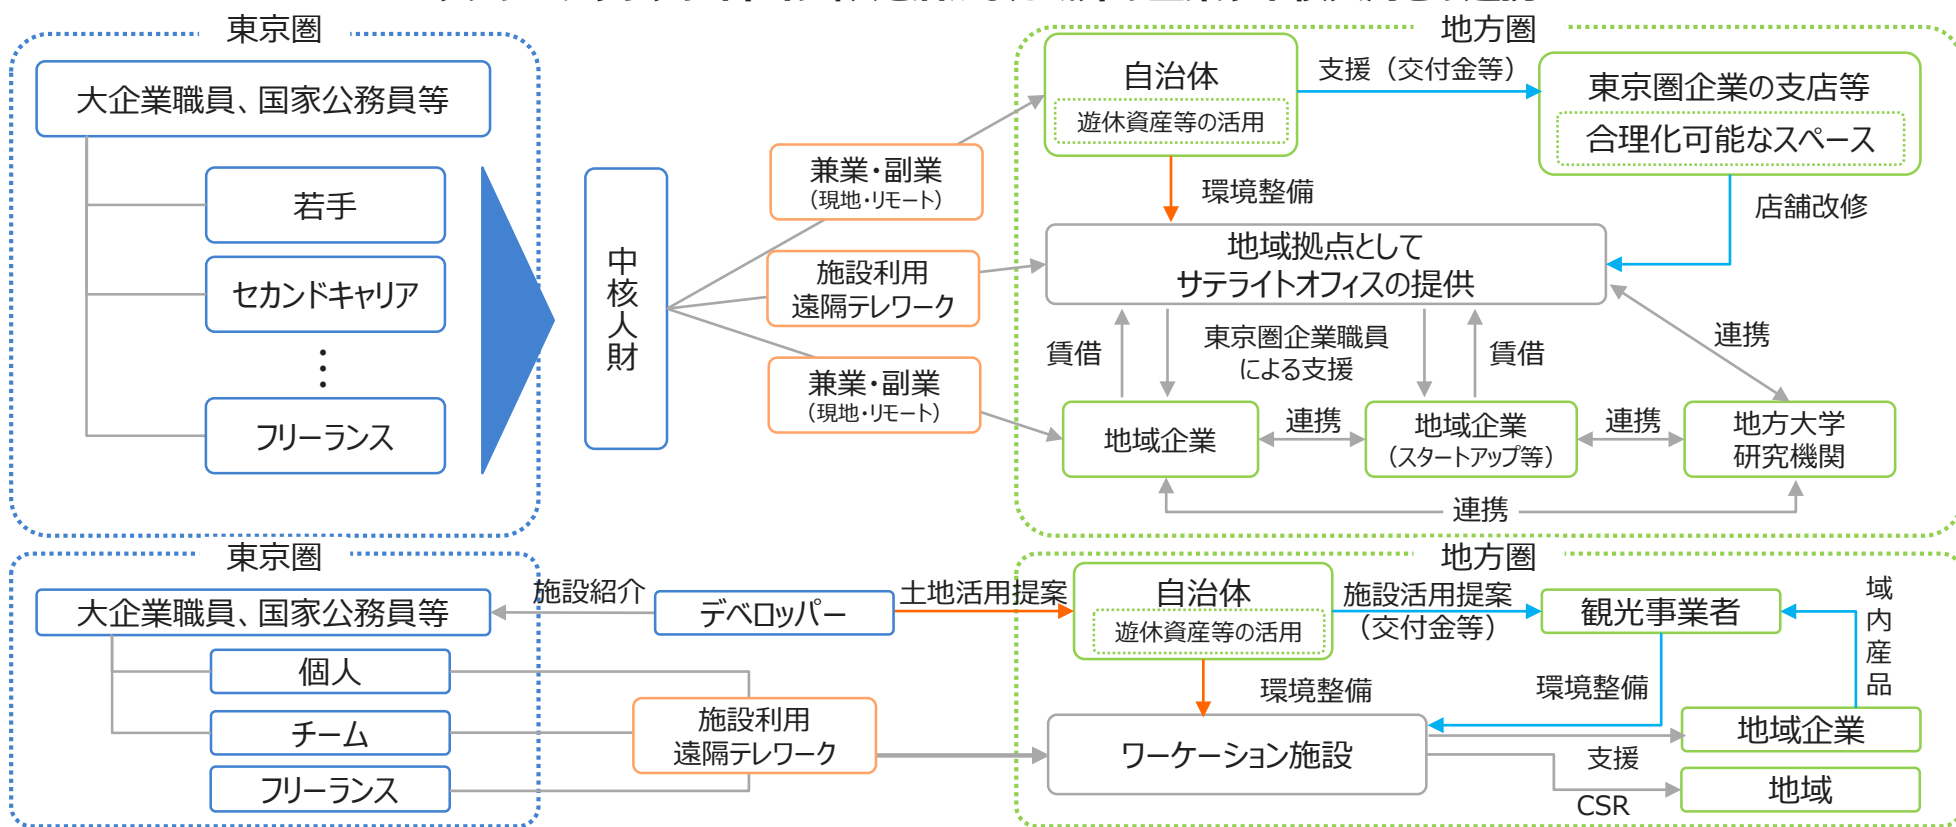 東京圏
大企業職員、国家公務員等
若手
セカンドキャリア
フリーランス
中核人財
兼業・副業
（現地・リモート）
施設利用
遠隔テレワーク
兼業・副業
（現地・リモート）
地方圏
自治体
遊休資産等の活用
支援（交付金等）
東京圏企業の支店等
合理化可能なスペース
環境整備
店舗改修
地域拠点として
サテライトオフィスの提供
賃借
東京圏企業職員
による支援
賃借
連携
地域企業
連携
地域企業
（スタートアップ等）
連携
地方大学
研究機関
連携
東京圏
大企業職員、国家公務員等
個人
チーム
フリーランス
施設紹介
デベロッパー
土地活用提案
施設利用
遠隔テレワーク
地方圏
自治体
遊休資産等の活用
施設活用提案
（交付金等）
観光事業者
域内産品
環境整備
環境整備
ワーケーション施設
地域企業
支援
地域
CSR